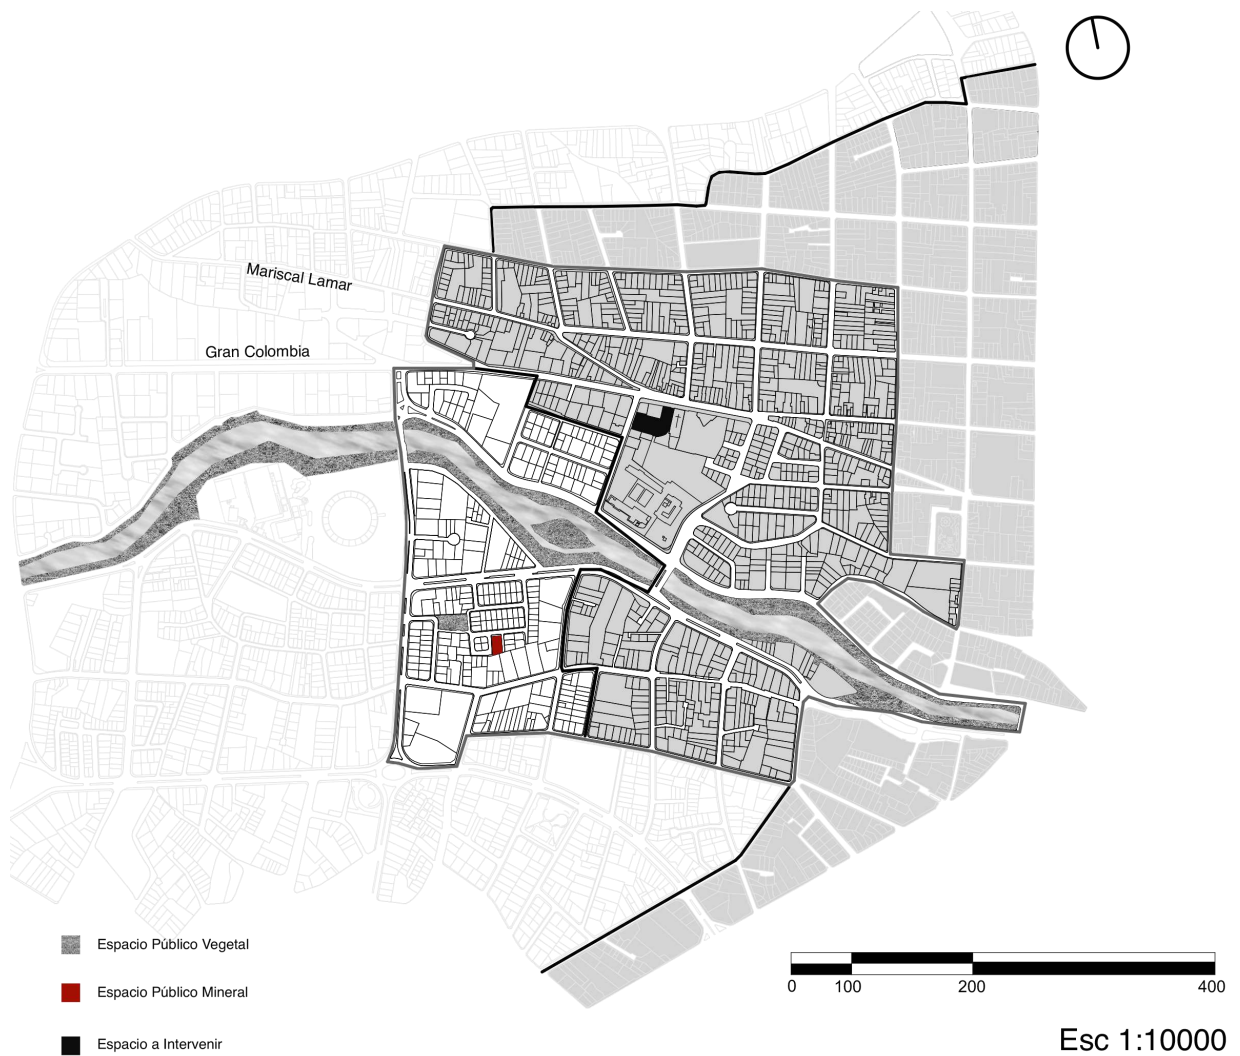 Mariscal Lamar
Gran Colombia
Espacio Público Vegetal
Espacio Público Mineral
Espacio a Intervenir
0 100 200 400
Esc 1:10000